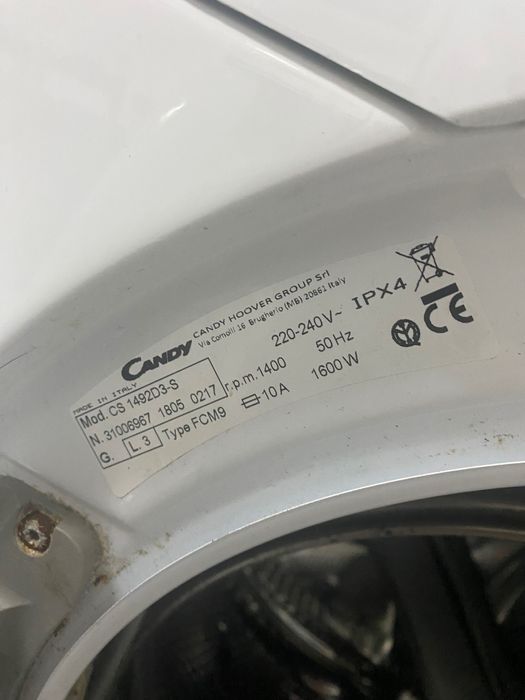 CANDY
CANDY HOOVER GROUP Srl
Via Comolli 16 Brugherio (MB) 20861 Italy
MADE IN ITALY
Mod. CS 1492D3-S
N. 31006967 1805 0217
G.
L. 3
Type FCM9
r.p.m. 1400
10 A
220-240V~
50 Hz
1600 W
IPX4
CE